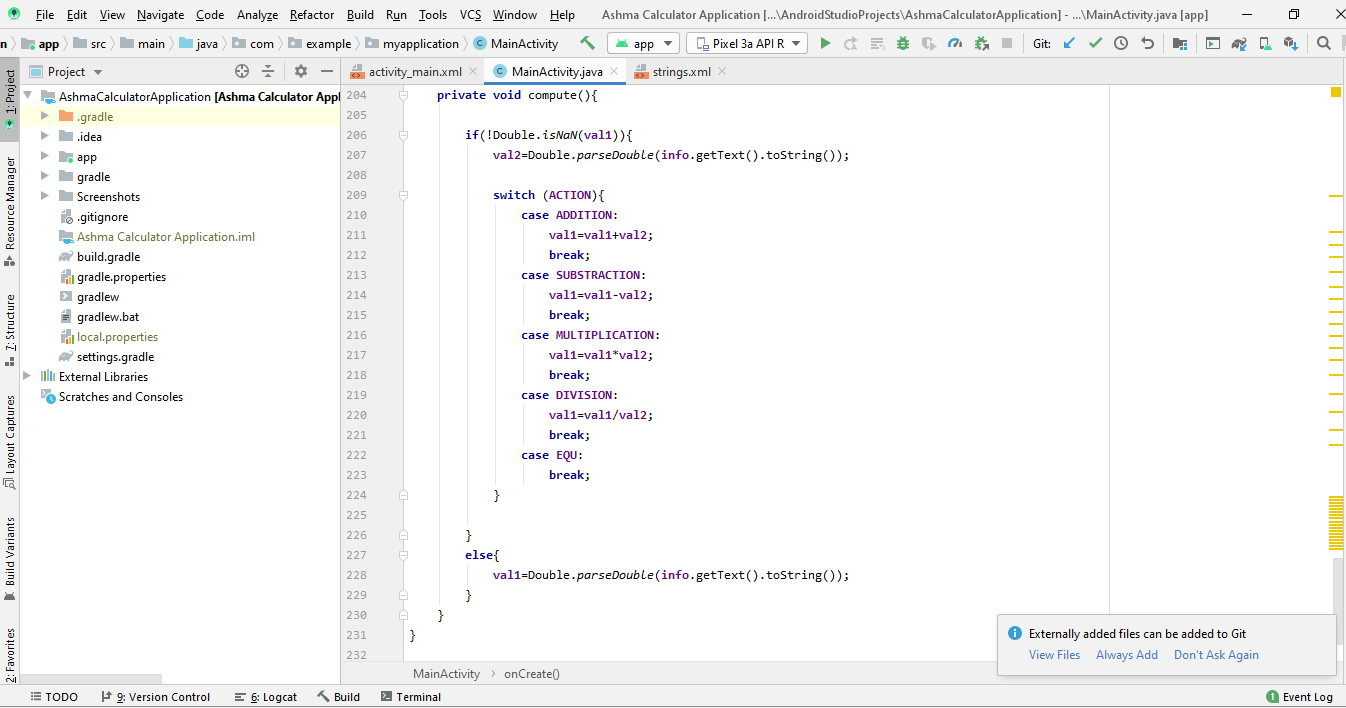 File Edit View Navigate Code Analyze Refactor Build Run Tools VCS Window Help Ashma Calculator Application [...\AndroidStudioProjects\AshmaCalculatorApplication] - ...\MainActivity.java [app]
n app src main java com example myapplication MainActivity app Pixel 3a API R Git:
Project activity_main.xml MainActivity.java strings.xml
AshmaCalculatorApplication [Ashma Calculator Appl
.gradle
.idea
app
gradle
Screenshots
.gitignore
Ashma Calculator Application.iml
build.gradle
gradle.properties
gradlew
gradlew.bat
local.properties
settings.gradle
External Libraries
Scratches and Consoles
1: Project
Resource Manager
7: Structure
Layout Captures
Build Variants
2: Favorites
204 private void compute(){
205
206 if(!Double.isNaN(val1)){
207 val2=Double.parseDouble(info.getText().toString());
208
209 switch (ACTION){
210 case ADDITION:
211 val1=val1+val2;
212 break;
213 case SUBSTRACTION:
214 val1=val1-val2;
215 break;
216 case MULTIPLICATION:
217 val1=val1*val2;
218 break;
219 case DIVISION:
220 val1=val1/val2;
221 break;
222 case EQU:
223 break;
224 }
225
226 }
227 else{
228 val1=Double.parseDouble(info.getText().toString());
229 }
230 }
231 }
232
Externally added files can be added to Git
View Files Always Add Don't Ask Again
MainActivity onCreate()
TODO 9: Version Control 6: Logcat Build Terminal 1 Event Log